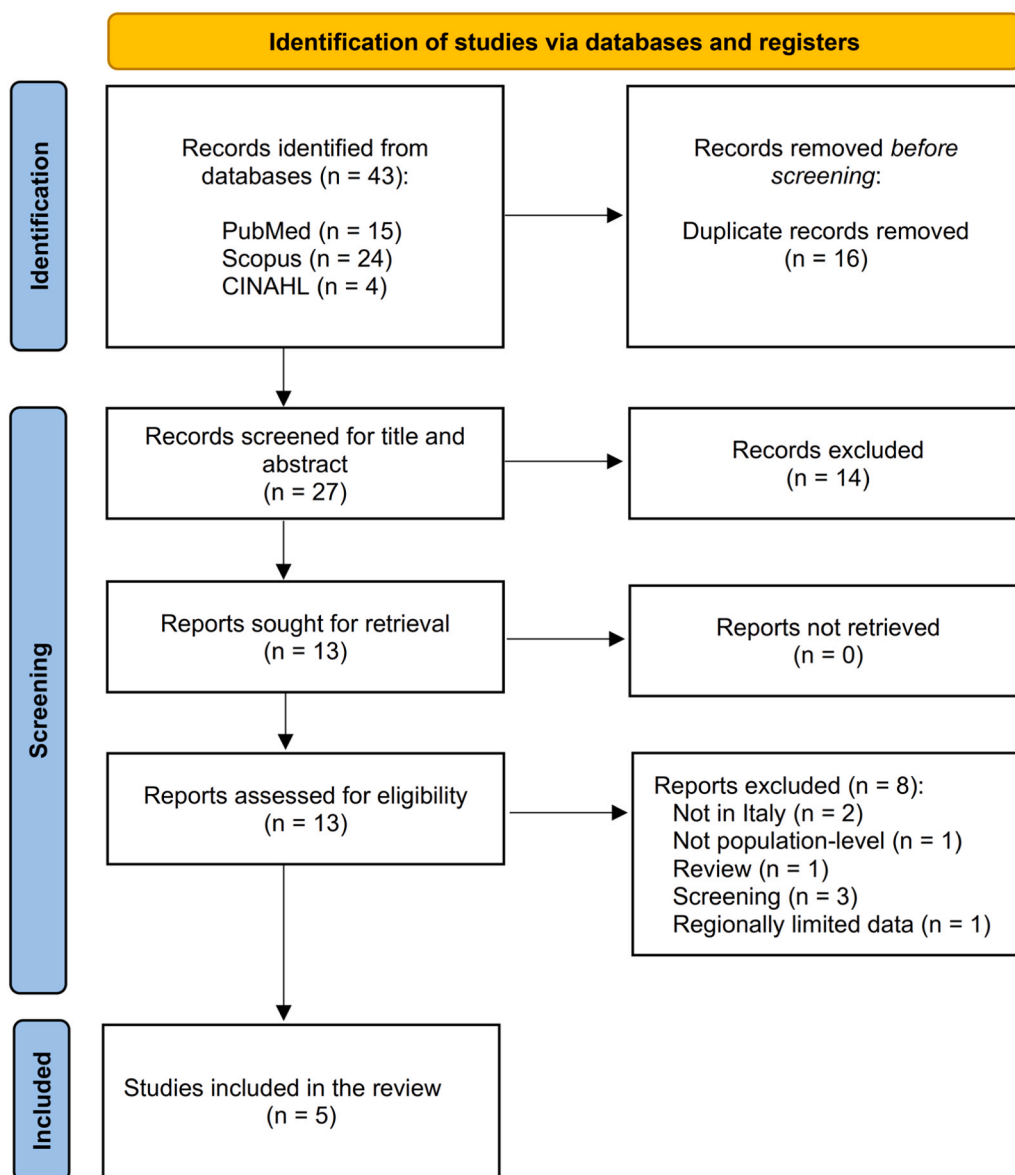 Identification of studies via databases and registers
Identification
Records identified from
databases (n = 43):
PubMed (n = 15)
Scopus (n = 24)
CINAHL (n = 4)
Records removed before
screening:
Duplicate records removed
(n = 16)
Screening
Records screened for title and
abstract
(n = 27)
Records excluded
(n = 14)
Reports sought for retrieval
(n = 13)
Reports not retrieved
(n = 0)
Reports assessed for eligibility
(n = 13)
Reports excluded (n = 8):
Not in Italy (n = 2)
Not population-level (n = 1)
Review (n = 1)
Screening (n = 3)
Regionally limited data (n = 1)
Included
Studies included in the review
(n = 5)